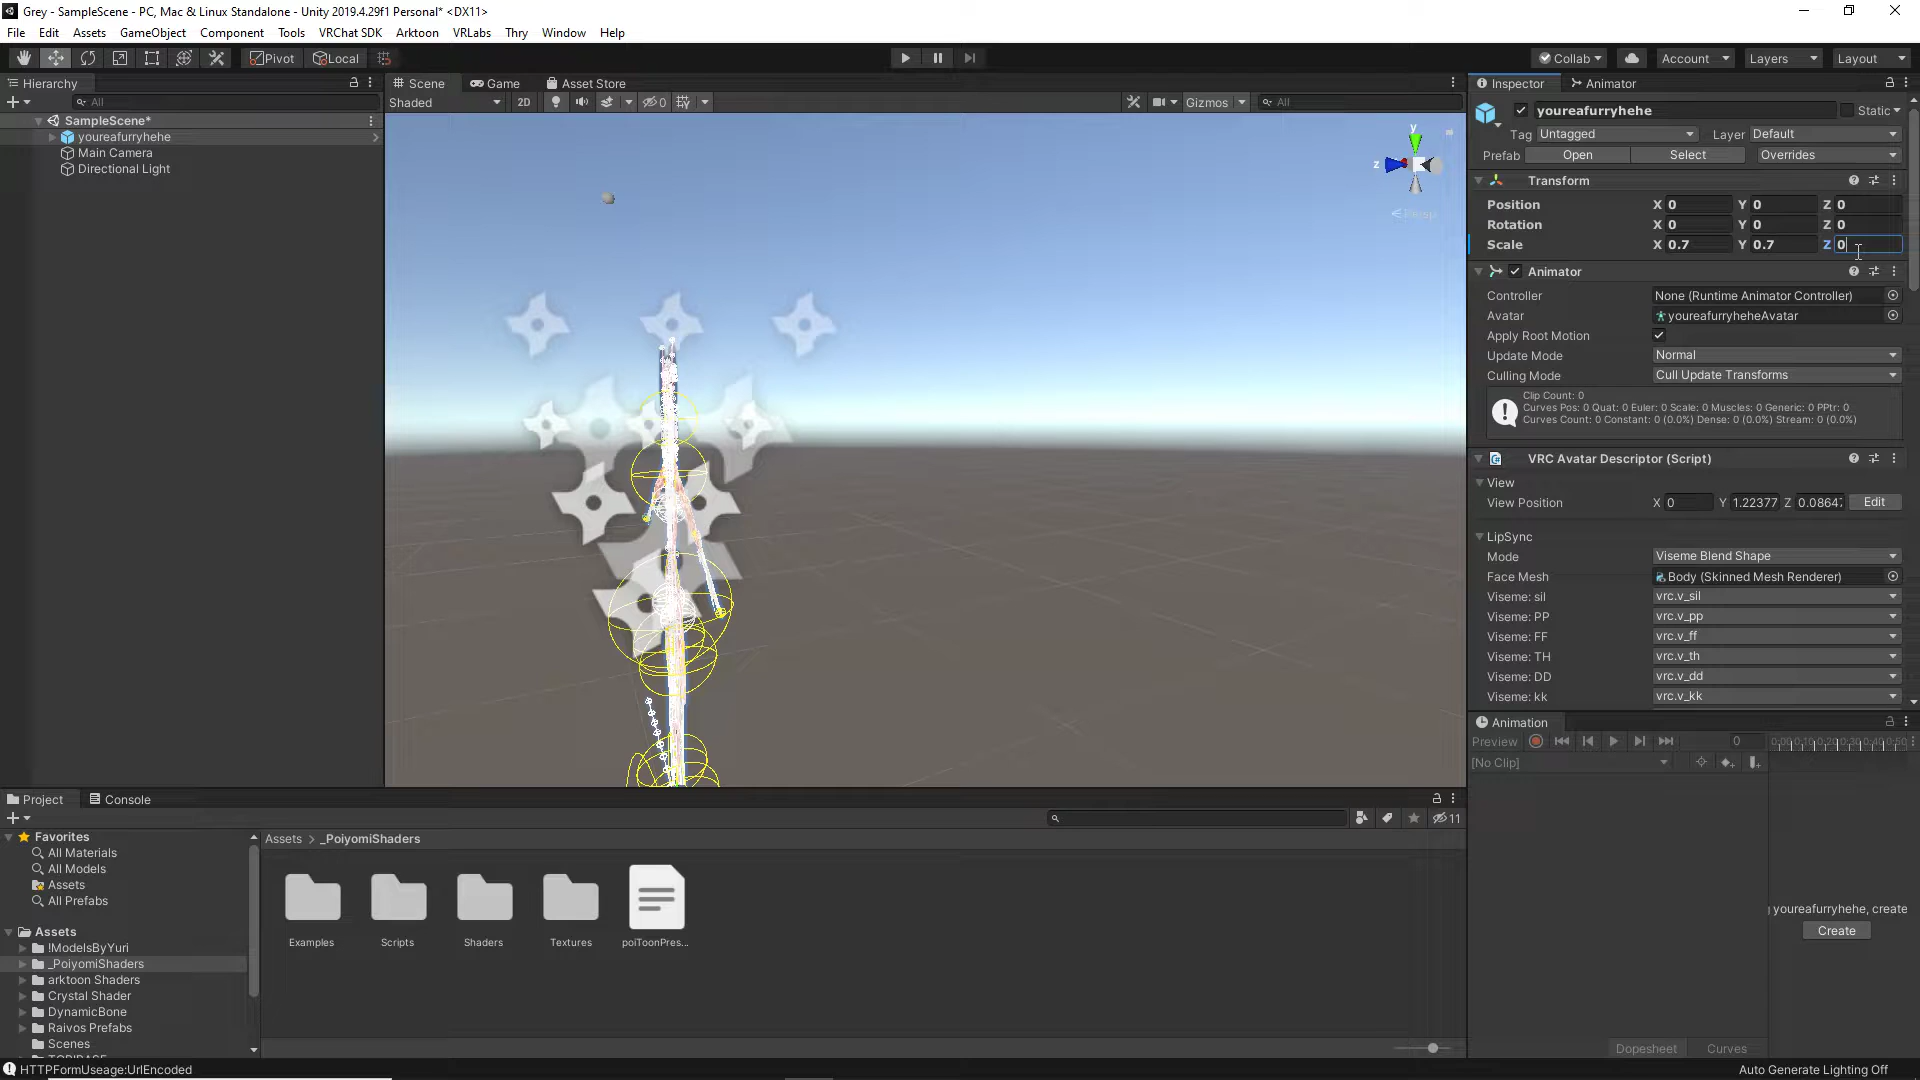 Grey - SampleScene - PC, Mac & Linux Standalone - Unity 2019.4.29f1 Personal* <DX11>
File Edit Assets GameObject Component Tools VRChat SDK Arktoon VRLabs Thry Window Help
Pivot Local Collab Account Layers Layout
Hierarchy
All
SampleScene*
youreafurryhehe
Main Camera
Directional Light
Scene Game Asset Store
Shaded 2D 0 Gizmos All
y
z
Persp
Inspector Animator
youreafurryhehe Static
Tag Untagged Layer Default
Prefab Open Select Overrides
Transform
Position X 0 Y 0 Z 0
Rotation X 0 Y 0 Z 0
Scale X 0.7 Y 0.7 Z 0
Animator
Controller None (Runtime Animator Controller)
Avatar youreafurryheheAvatar
Apply Root Motion
Update Mode Normal
Culling Mode Cull Update Transforms
Clip Count: 0
Curves Pos: 0 Quat: 0 Euler: 0 Scale: 0 Muscles: 0 Generic: 0 PPtr: 0
Curves Count: 0 Constant: 0 (0.0%) Dense: 0 (0.0%) Stream: 0 (0.0%)
VRC Avatar Descriptor (Script)
View
View Position X 0 Y 1.22377 Z 0.0864 Edit
LipSync
Mode Viseme Blend Shape
Face Mesh Body (Skinned Mesh Renderer)
Viseme: sil vrc.v_sil
Viseme: PP vrc.v_pp
Viseme: FF vrc.v_ff
Viseme: TH vrc.v_th
Viseme: DD vrc.v_dd
Viseme: kk vrc.v_kk
Animation
Preview 0
[No Clip]
youreafurryhehe, create
Create
Dopesheet Curves
Project Console
11
Favorites
All Materials
All Models
Assets
All Prefabs
Assets
!ModelsByYuri
_PoiyomiShaders
arktoon Shaders
Crystal Shader
DynamicBone
Raivos Prefabs
Scenes
Assets > _PoiyomiShaders
Examples Scripts Shaders Textures poiToonPres...
HTTPFormUseage:UrlEncoded
Auto Generate Lighting Off